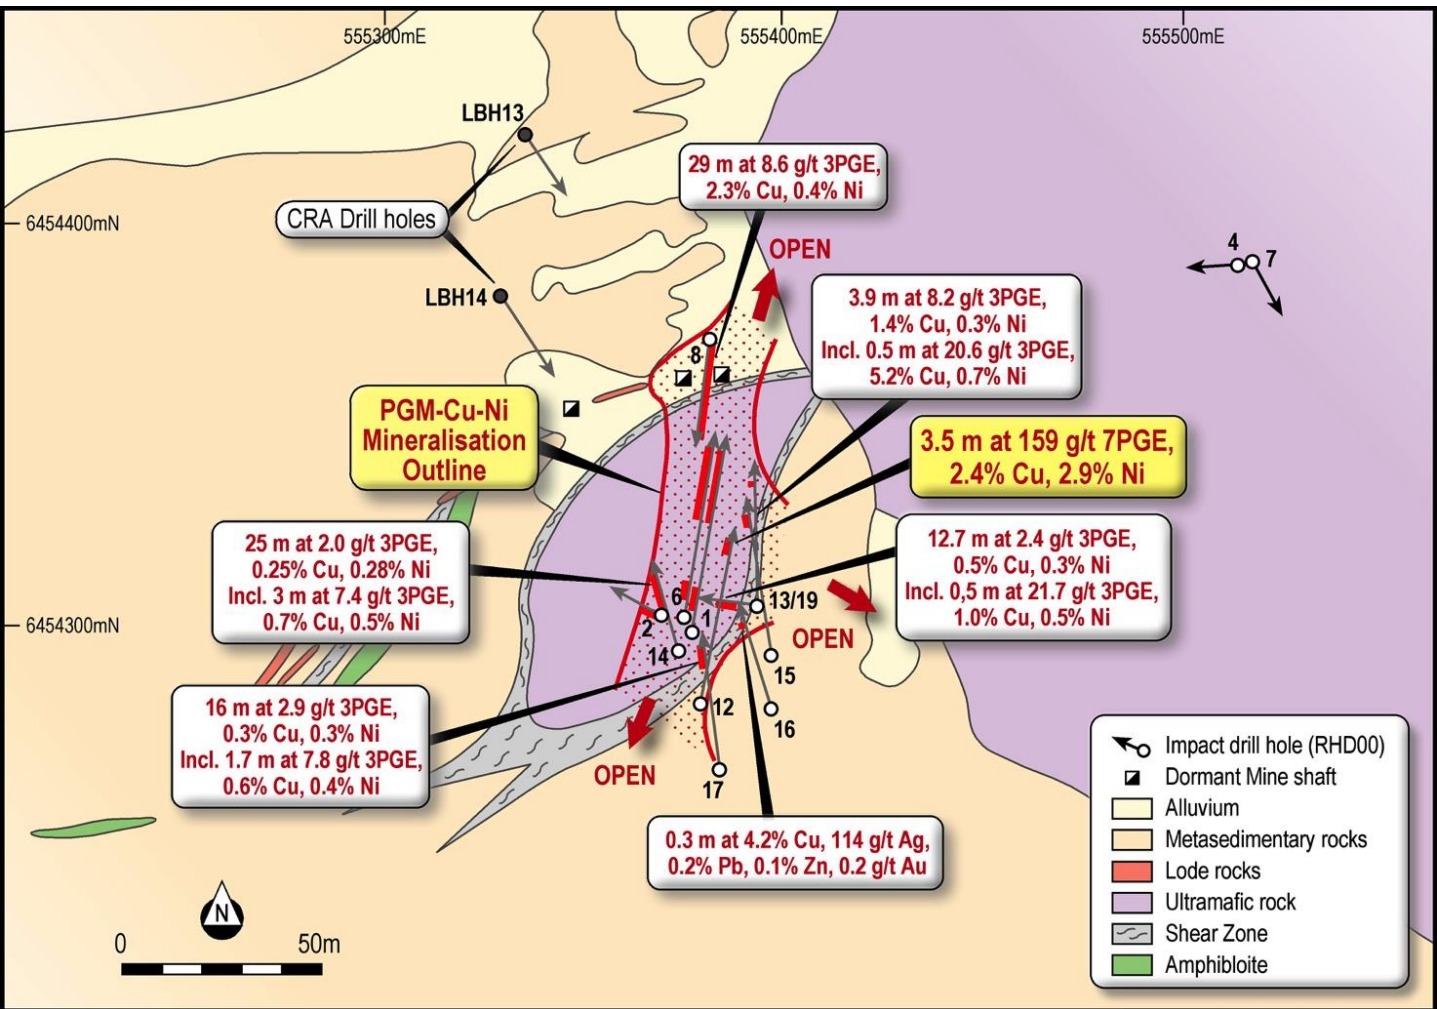 555300mE
555400mE
555500mE
LBH13
29 m at 8.6 g/t 3PGE,
2.3% Cu, 0.4% Ni
6454400mN
CRA Drill holes
OPEN
4
7
LBH14
3.9 m at 8.2 g/t 3PGE,
1.4% Cu, 0.3% Ni
Incl. 0.5 m at 20.6 g/t 3PGE,
5.2% Cu, 0.7% Ni
8
PGM-Cu-Ni
Mineralisation
Outline
3.5 m at 159 g/t 7PGE,
2.4% Cu, 2.9% Ni
25 m at 2.0 g/t 3PGE,
0.25% Cu, 0.28% Ni
Incl. 3 m at 7.4 g/t 3PGE,
0.7% Cu, 0.5% Ni
12.7 m at 2.4 g/t 3PGE,
0.5% Cu, 0.3% Ni
Incl. 0,5 m at 21.7 g/t 3PGE,
1.0% Cu, 0.5% Ni
6454300mN
6
13/19
2
1
OPEN
14
15
16 m at 2.9 g/t 3PGE,
0.3% Cu, 0.3% Ni
Incl. 1.7 m at 7.8 g/t 3PGE,
0.6% Cu, 0.4% Ni
12
16
OPEN
17
0.3 m at 4.2% Cu, 114 g/t Ag,
0.2% Pb, 0.1% Zn, 0.2 g/t Au
Impact drill hole (RHD00)
Dormant Mine shaft
Alluvium
Metasedimentary rocks
Lode rocks
Ultramafic rock
Shear Zone
Amphibloite
N
0
50m